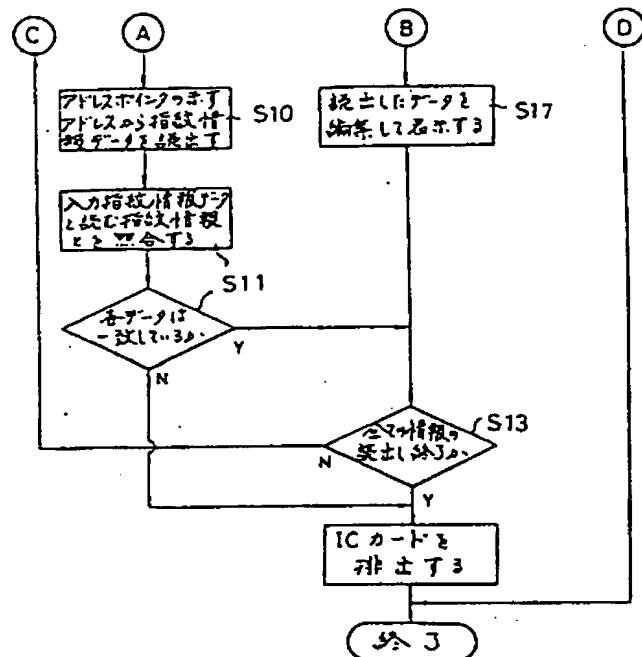 C
A
B
D
アドレスポインタの示す
アドレスから指紋情
報データを読出す
S10
読出したデータを
編集して表示する
S17
入力指紋情報データ
と読む指紋情報
とを照合する
S11
各データは
一致しているか
Y
N
全ての情報の
読出し終了か
S13
N
Y
ICカードを
排出する
終了